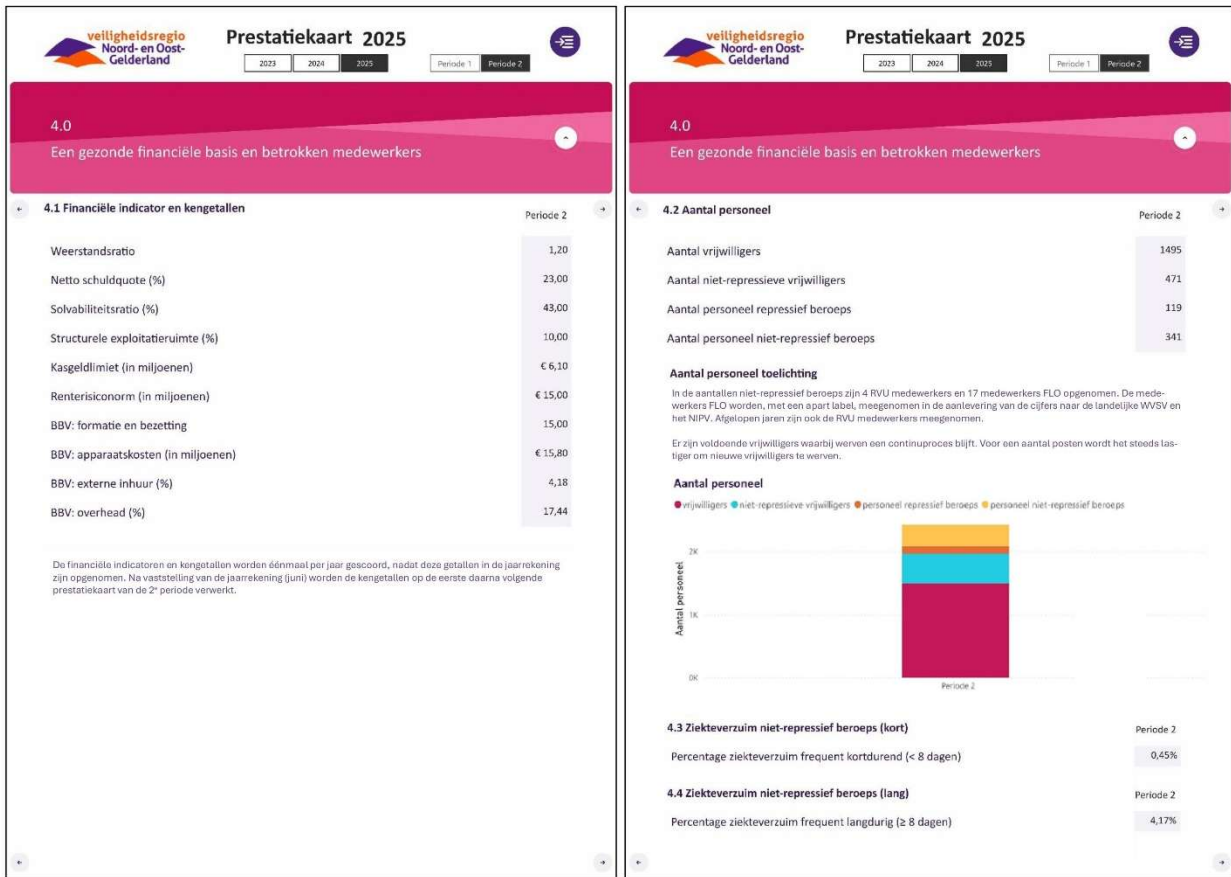 veiligheidsregio
Noord- en Oost-
Gelderland
Prestatiekaart 2025
2023 2024 2025 Periode 1 Periode 2
4.0
Een gezonde financiële basis en betrokken medewerkers
4.1 Financiële indicator en kengetallen Periode 2
Weerstandsratio 1,20
Netto schuldquote (%) 23,00
Solvabiliteitsratio (%) 43,00
Structurele exploitatieruimte (%) 10,00
Kasgeldlimiet (in miljoenen) € 6,10
Renterisiconorm (in miljoenen) € 15,00
BBV: formatie en bezetting 15,00
BBV: apparaatskosten (in miljoenen) € 15,80
BBV: externe inhuur (%) 4,18
BBV: overhead (%) 17,44
De financiële indicatoren en kengetallen worden éénmaal per jaar gescoord, nadat deze getallen in de jaarrekening
zijn opgenomen. Na vaststelling van de jaarrekening (juni) worden de kengetallen op de eerste daarna volgende
prestatiekaart van de 2ᵉ periode verwerkt.
veiligheidsregio
Noord- en Oost-
Gelderland
Prestatiekaart 2025
2023 2024 2025 Periode 1 Periode 2
4.0
Een gezonde financiële basis en betrokken medewerkers
4.2 Aantal personeel Periode 2
Aantal vrijwilligers 1495
Aantal niet-repressieve vrijwilligers 471
Aantal personeel repressief beroeps 119
Aantal personeel niet-repressief beroeps 341
Aantal personeel toelichting
In de aantallen niet-repressief beroeps zijn 4 RVU medewerkers en 17 medewerkers FLO opgenomen. De mede-
werkers FLO worden, met een apart label, meegenomen in de aanlevering van de cijfers naar de landelijke WVSV en
het NIPV. Afgelopen jaren zijn ook de RVU medewerkers meegenomen.
Er zijn voldoende vrijwilligers waarbij werven een continuproces blijft. Voor een aantal posten wordt het steeds las-
tiger om nieuwe vrijwilligers te werven.
Aantal personeel
vrijwilligers niet-repressieve vrijwilligers personeel repressief beroeps personeel niet-repressief beroeps
Aantal personeel
2K
1K
0K
Periode 2
4.3 Ziekteverzuim niet-repressief beroeps (kort) Periode 2
Percentage ziekteverzuim frequent kortdurend (< 8 dagen) 0,45%
4.4 Ziekteverzuim niet-repressief beroeps (lang) Periode 2
Percentage ziekteverzuim frequent langdurig (≥ 8 dagen) 4,17%